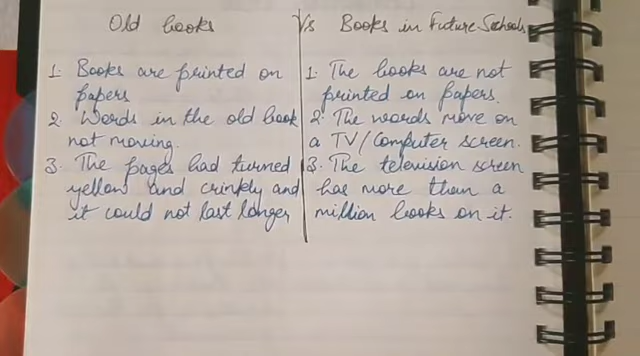 Old books Vs Books in Future Schools
1. Books are printed on
papers
2. Words in the old book
not moving.
3. The pages had turned
yellow and crinkly and
it could not last longer
1. The books are not
printed on papers.
2. The words move on
a TV/Computer screen.
3. The television screen
has more than a
million books on it.